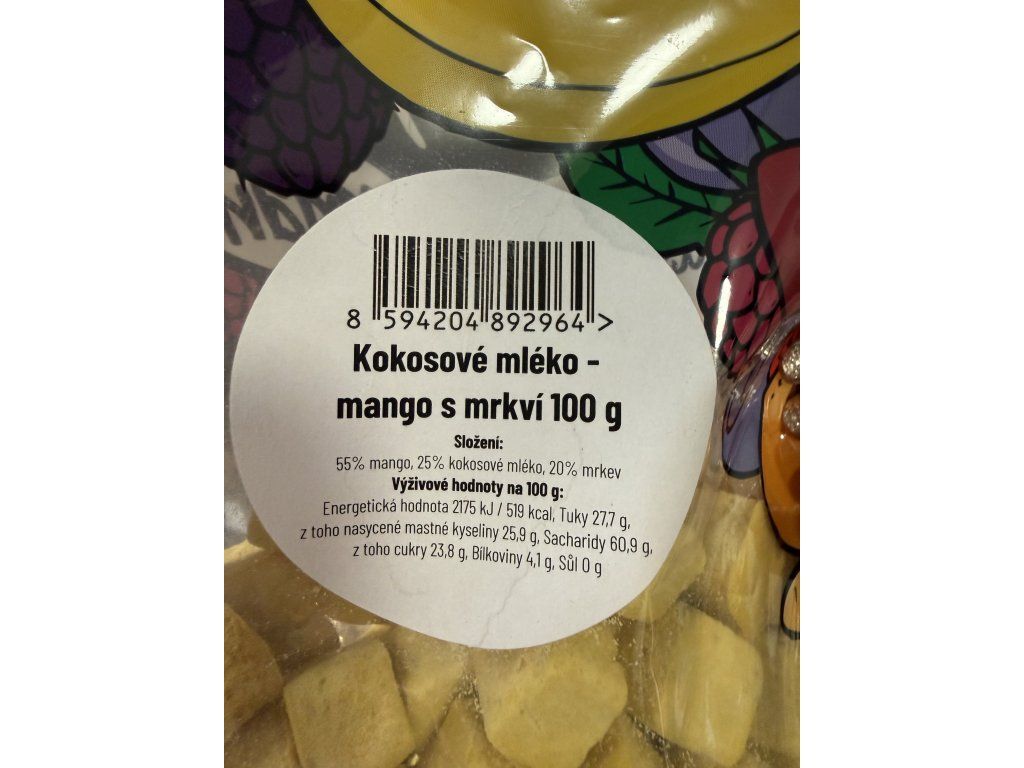 8 594204 892964 >
Kokosové mléko -
mango s mrkví 100 g
Složení:
55% mango, 25% kokosové mléko, 20% mrkev
Výživové hodnoty na 100 g:
Energetická hodnota 2175 kJ / 519 kcal, Tuky 27,7 g,
z toho nasycené mastné kyseliny 25,9 g, Sacharidy 60,9 g,
z toho cukry 23,8 g, Bílkoviny 4,1 g, Sůl 0 g